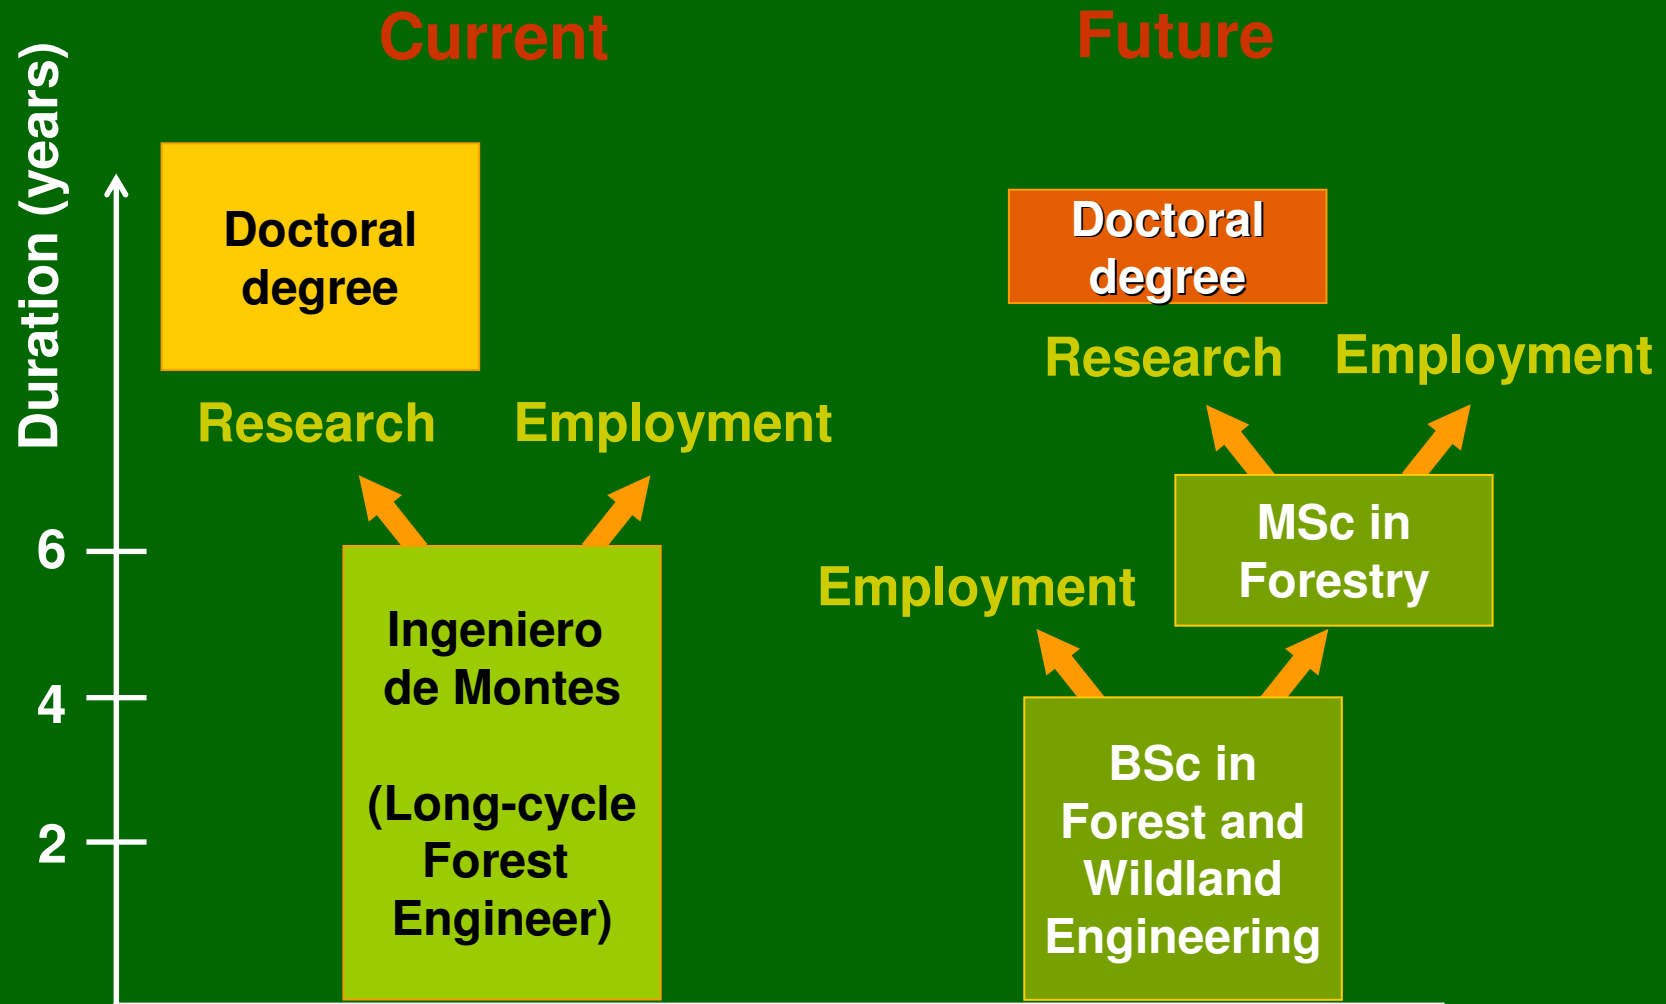 Current
Future
Duration (years)
Doctoral
degree
Doctoral
degree
Research
Employment
Research
Employment
6
4
2
Ingeniero
de Montes
(Long-cycle
Forest
Engineer)
Employment
MSc in
Forestry
BSc in
Forest and
Wildland
Engineering